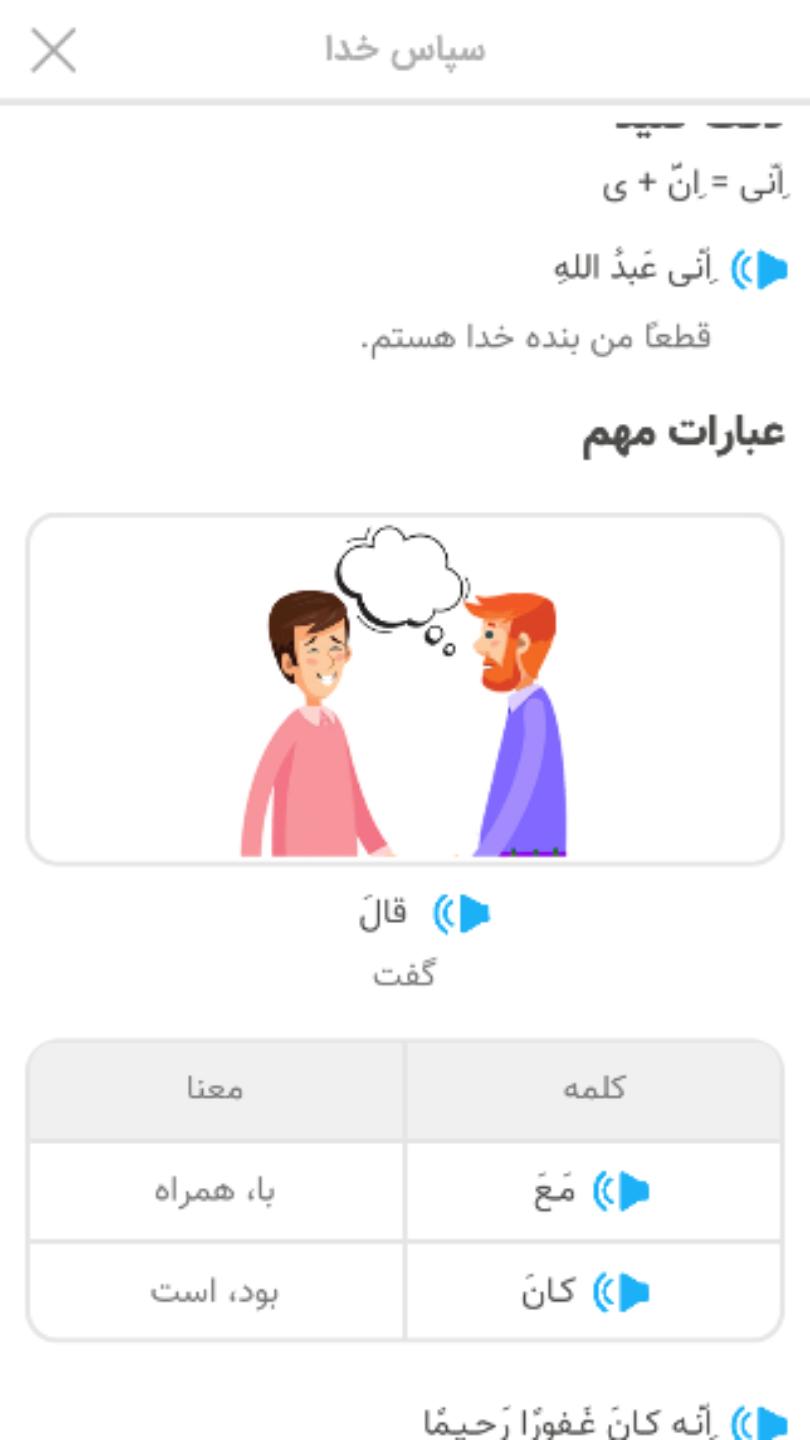 سپاس خدا
اِنّی = اِنّ + ی
اِنّی عَبدُ اللهِ
قطعاً من بنده خدا هستم.
عبارات مهم
قالَ
گفت
کلمه معنا
مَعَ با، همراه
کانَ بود، است
اِنّه کانَ غَفورًا رَحیمًا